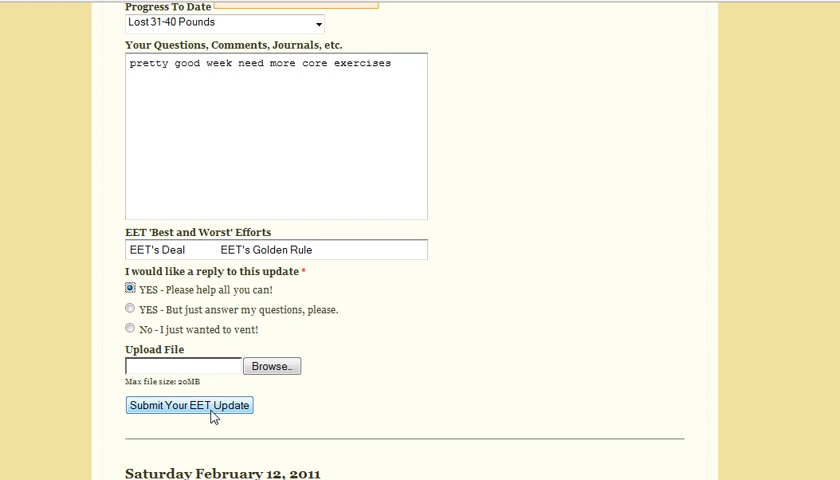 Progress To Date
Lost 31-40 Pounds
Your Questions, Comments, Journals, etc.
pretty good week need more core exercises
EET 'Best and Worst' Efforts
EET's Deal EET's Golden Rule
I would like a reply to this update *
YES - Please help all you can!
YES - But just answer my questions, please.
No - I just wanted to vent!
Upload File
Browse...
Max file size: 20MB
Submit Your EET Update
Saturday February 12, 2011